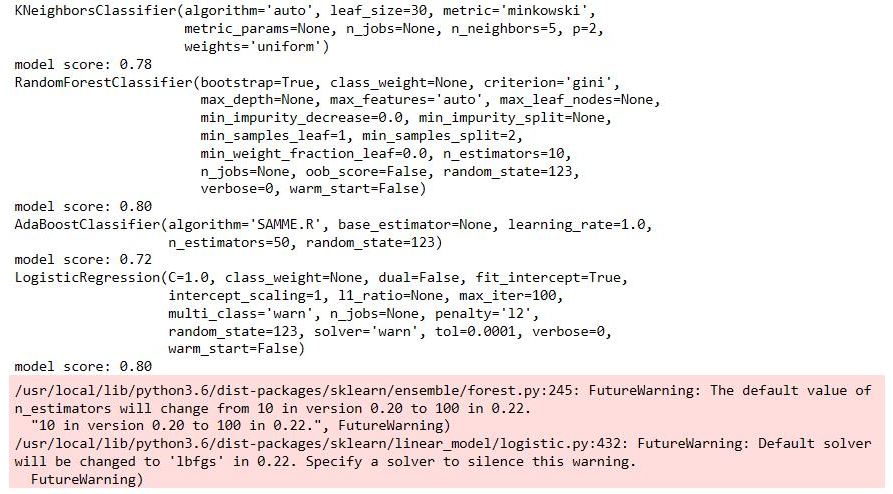 KNeighborsClassifier(algorithm='auto', leaf_size=30, metric='minkowski',
metric_params=None, n_jobs=None, n_neighbors=5, p=2,
weights='uniform')
model score: 0.78
RandomForestClassifier(bootstrap=True, class_weight=None, criterion='gini',
max_depth=None, max_features='auto', max_leaf_nodes=None,
min_impurity_decrease=0.0, min_impurity_split=None,
min_samples_leaf=1, min_samples_split=2,
min_weight_fraction_leaf=0.0, n_estimators=10,
n_jobs=None, oob_score=False, random_state=123,
verbose=0, warm_start=False)
model score: 0.80
AdaBoostClassifier(algorithm='SAMME.R', base_estimator=None, learning_rate=1.0,
n_estimators=50, random_state=123)
model score: 0.72
LogisticRegression(C=1.0, class_weight=None, dual=False, fit_intercept=True,
intercept_scaling=1, l1_ratio=None, max_iter=100,
multi_class='warn', n_jobs=None, penalty='l2',
random_state=123, solver='warn', tol=0.0001, verbose=0,
warm_start=False)
model score: 0.80
/usr/local/lib/python3.6/dist-packages/sklearn/ensemble/forest.py:245: FutureWarning: The default value of
n_estimators will change from 10 in version 0.20 to 100 in 0.22.
"10 in version 0.20 to 100 in 0.22.", FutureWarning)
/usr/local/lib/python3.6/dist-packages/sklearn/linear_model/logistic.py:432: FutureWarning: Default solver
will be changed to 'lbfgs' in 0.22. Specify a solver to silence this warning.
FutureWarning)